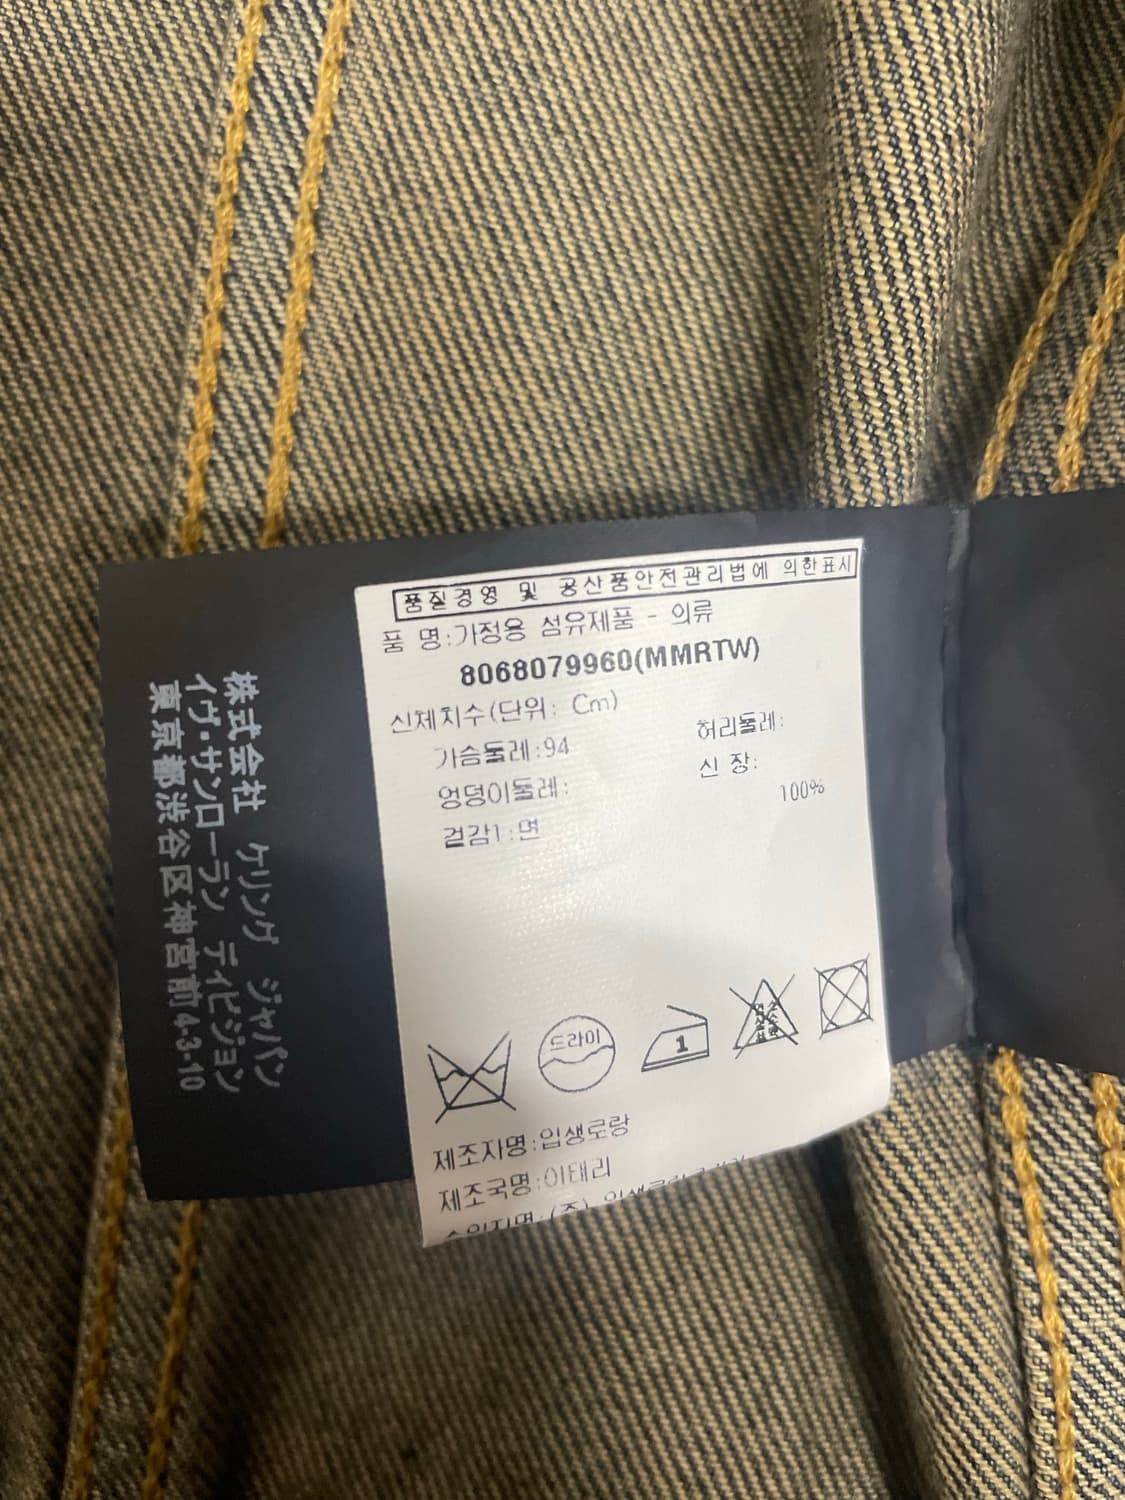 품질경영 및 공산품안전관리법에 의한표시
품 명:가정용 섬유제품 - 의류
8068079960(MMRTW)
신체치수(단위: Cm)
가슴둘레:94
허리둘레:
엉덩이둘레:
신 장:
겉감1:면
100%
드라이
1
제조자명:입생로랑
제조국명:이태리
株式会社 ケリング ジャパン
イヴ・サンローラン ディビジョン
東京都渋谷区神宮前4-3-10